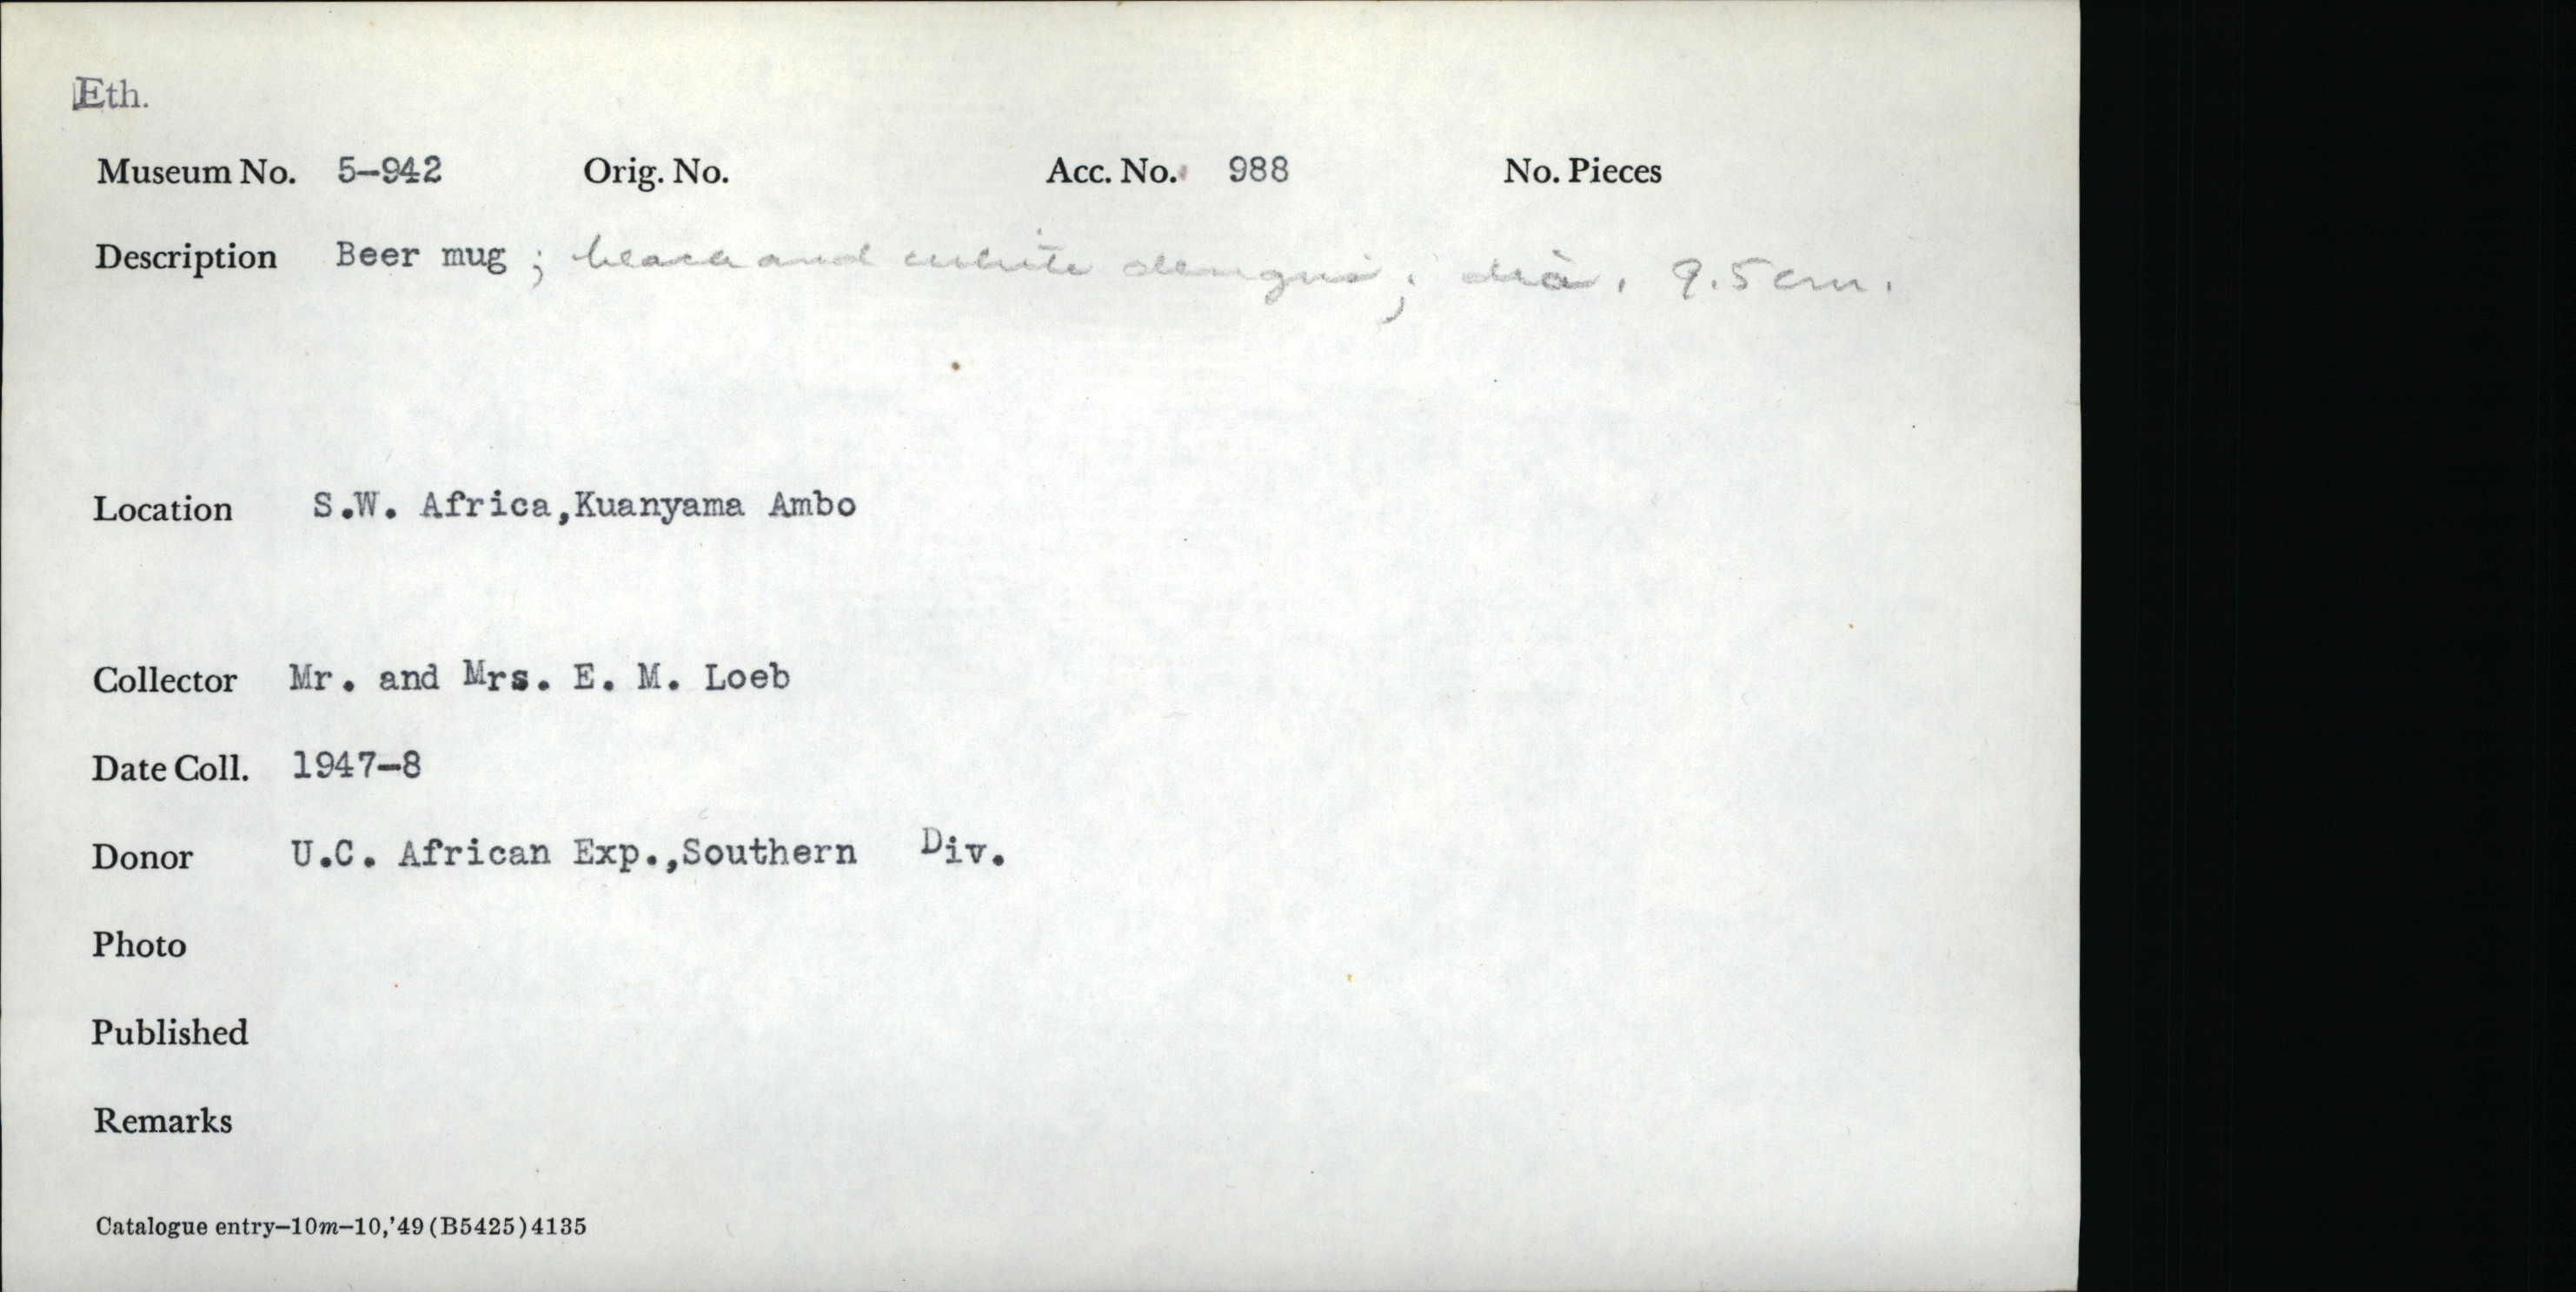 Eth.
Museum No. 5-942 Orig. No. Acc. No. 988 No. Pieces
Description Beer mug ; black and white designs; dia. 9.5cm.
Location S.W. Africa,Kuanyama Ambo
Collector Mr. and Mrs. E. M. Loeb
Date Coll. 1947-8
Donor U.C. African Exp.,Southern Div.
Photo
Published
Remarks
Catalogue entry-10m-10,'49(B5425)4135